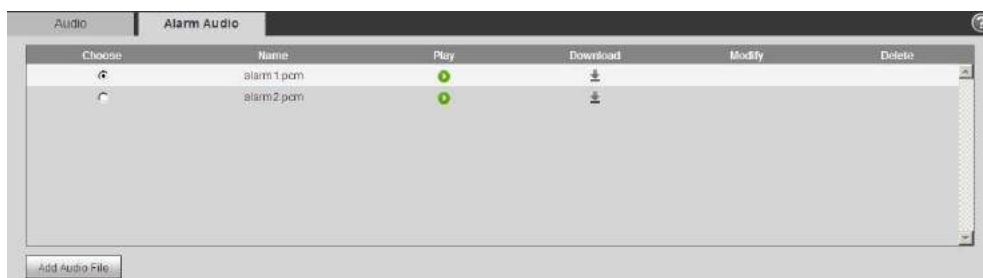 Audio Alarm Audio
?
Choose Name Play Download Modify Delete
alarm1.pcm
alarm2.pcm
Add Audio File